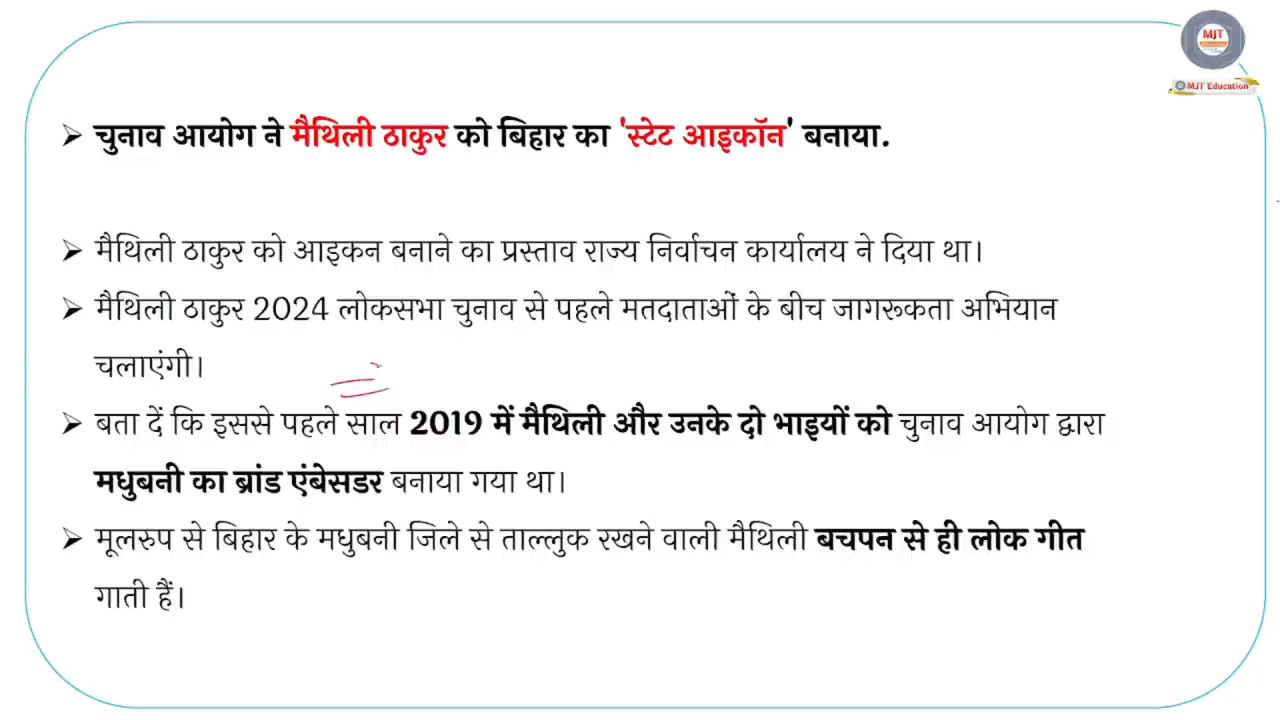 MJT
MJT Education
➢ चुनाव आयोग ने मैथिली ठाकुर को बिहार का 'स्टेट आइकॉन' बनाया.
➢ मैथिली ठाकुर को आइकन बनाने का प्रस्ताव राज्य निर्वाचन कार्यालय ने दिया था।
➢ मैथिली ठाकुर 2024 लोकसभा चुनाव से पहले मतदाताओं के बीच जागरूकता अभियान
चलाएंगी।
➢ बता दें कि इससे पहले साल 2019 में मैथिली और उनके दो भाइयों को चुनाव आयोग द्वारा
मधुबनी का ब्रांड एंबेसडर बनाया गया था।
➢ मूलरुप से बिहार के मधुबनी जिले से ताल्लुक रखने वाली मैथिली बचपन से ही लोक गीत
गाती हैं।